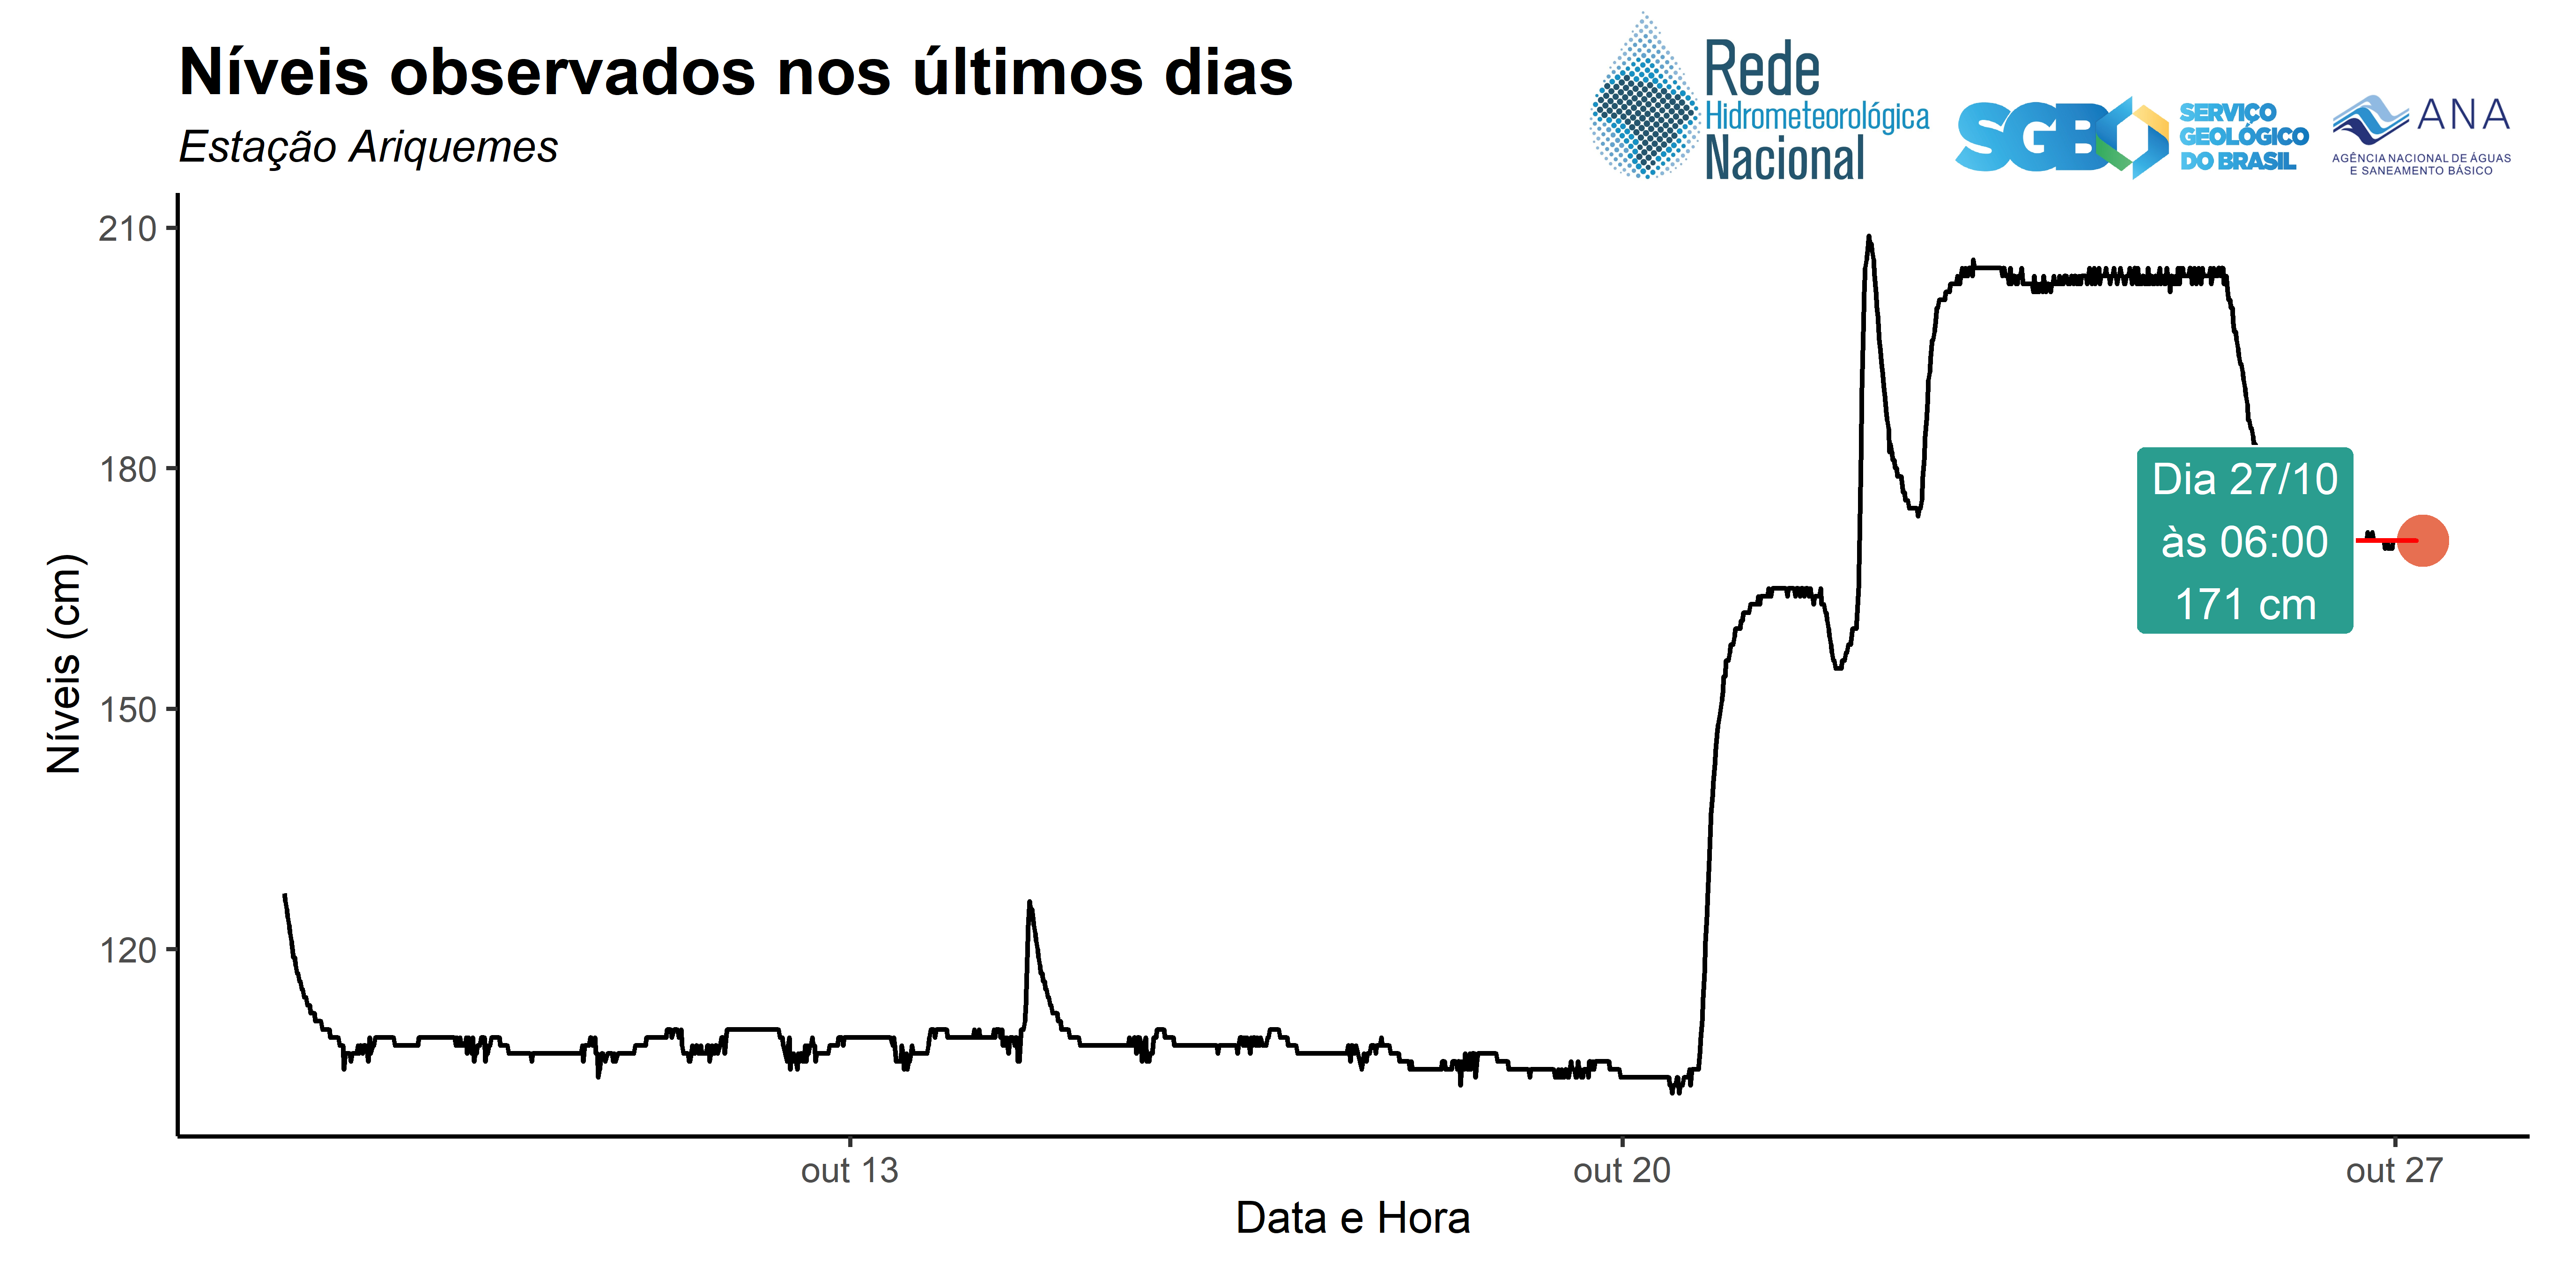 Níveis observados nos últimos dias
Estação Ariquemes
Rede
Hidrometeorológica
Nacional
SGB
SERVIÇO
GEOLÓGICO
DO BRASIL
ANA
AGÊNCIA NACIONAL DE ÁGUAS
E SANEAMENTO BÁSICO
Níveis (cm)
210
180
150
120
Dia 27/10
às 06:00
171 cm
out 13
out 20
out 27
Data e Hora